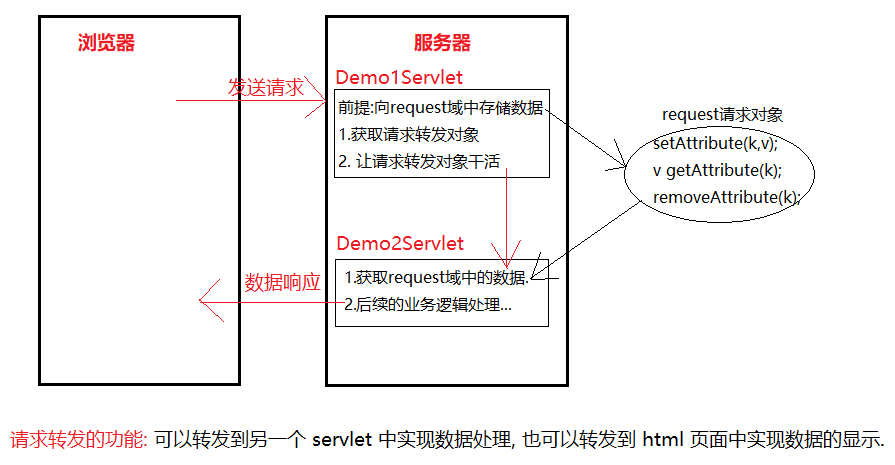 浏览器
服务器
发送请求
Demo1Servlet
前提:向request域中存储数据
1.获取请求转发对象
2. 让请求转发对象干活
request请求对象
setAttribute(k,v);
v getAttribute(k);
removeAttribute(k);
Demo2Servlet
数据响应
1.获取request域中的数据.
2.后续的业务逻辑处理...
请求转发的功能: 可以转发到另一个 servlet 中实现数据处理, 也可以转发到 html 页面中实现数据的显示.